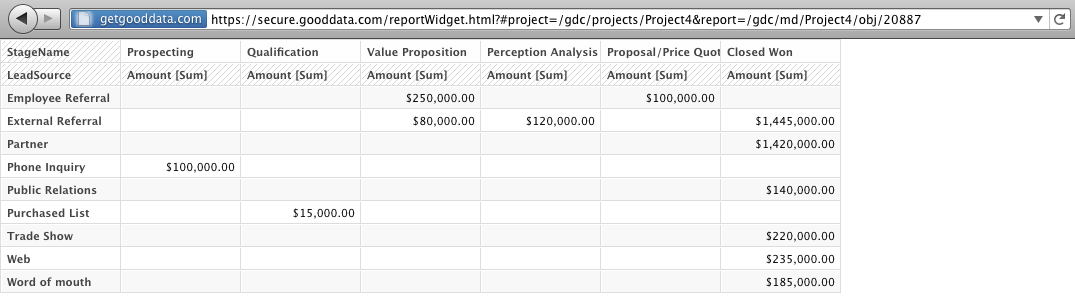 getgooddata.com https://secure.gooddata.com/reportWidget.html?#project=/gdc/projects/Project4&report=/gdc/md/Project4/obj/20887
StageName Prospecting Qualification Value Proposition Perception Analysis Proposal/Price Quot Closed Won
LeadSource Amount [Sum] Amount [Sum] Amount [Sum] Amount [Sum] Amount [Sum] Amount [Sum]
Employee Referral $250,000.00 $100,000.00
External Referral $80,000.00 $120,000.00 $1,445,000.00
Partner $1,420,000.00
Phone Inquiry $100,000.00
Public Relations $140,000.00
Purchased List $15,000.00
Trade Show $220,000.00
Web $235,000.00
Word of mouth $185,000.00